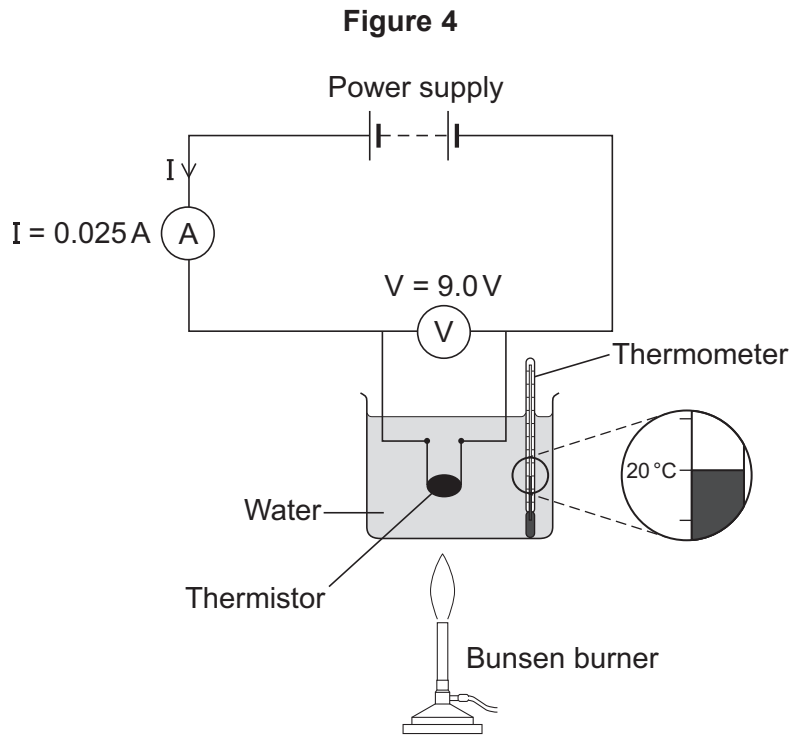 Figure 4
Power supply
I
I = 0.025 A
A
V = 9.0 V
V
Thermometer
20 °C
Water
Thermistor
Bunsen burner